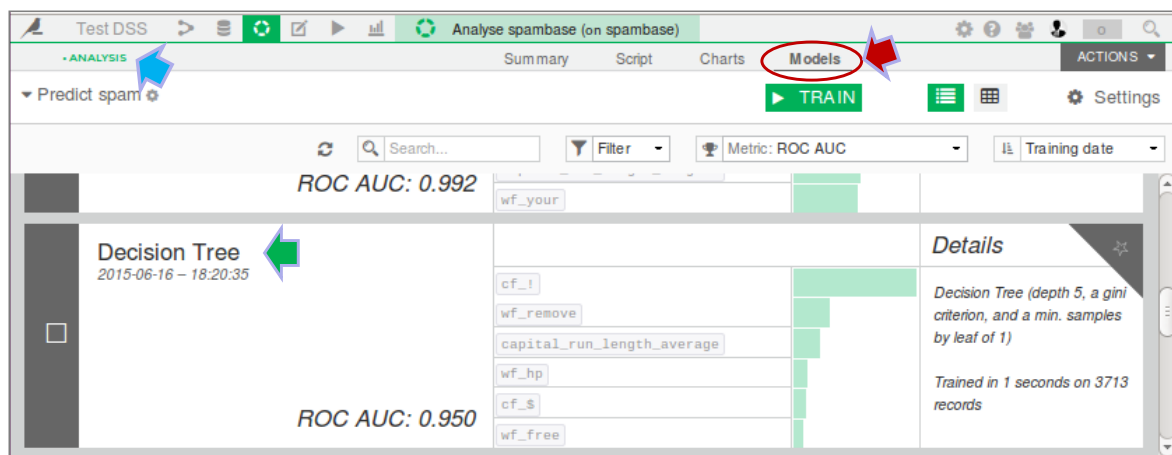 Test DSS Analyse spambase (on spambase) 0
• ANALYSIS Summary Script Charts Models ACTIONS
Predict spam TRAIN Settings
Search... Filter Metric: ROC AUC Training date
ROC AUC: 0.992
wf_your
Decision Tree
2015-06-16 – 18:20:35
ROC AUC: 0.950
cf_!
wf_remove
capital_run_length_average
wf_hp
cf_$
wf_free
Details
Decision Tree (depth 5, a gini
criterion, and a min. samples
by leaf of 1)
Trained in 1 seconds on 3713
records